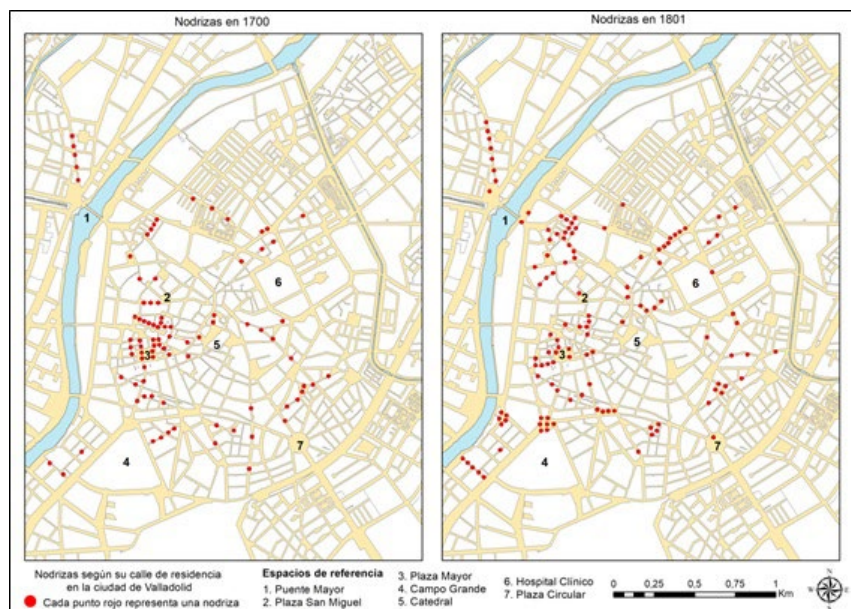 Nodrizas en 1700
Nodrizas en 1801
1
2
3
4
5
6
7
1
2
3
4
5
6
7
Nodrizas según su calle de residencia
en la ciudad de Valladolid
Cada punto rojo representa una nodriza
Espacios de referencia
1. Puente Mayor
2. Plaza San Miguel
3. Plaza Mayor
4. Campo Grande
5. Catedral
6. Hospital Clínico
7. Plaza Circular
0 0,25 0,5 0,75 1
Km